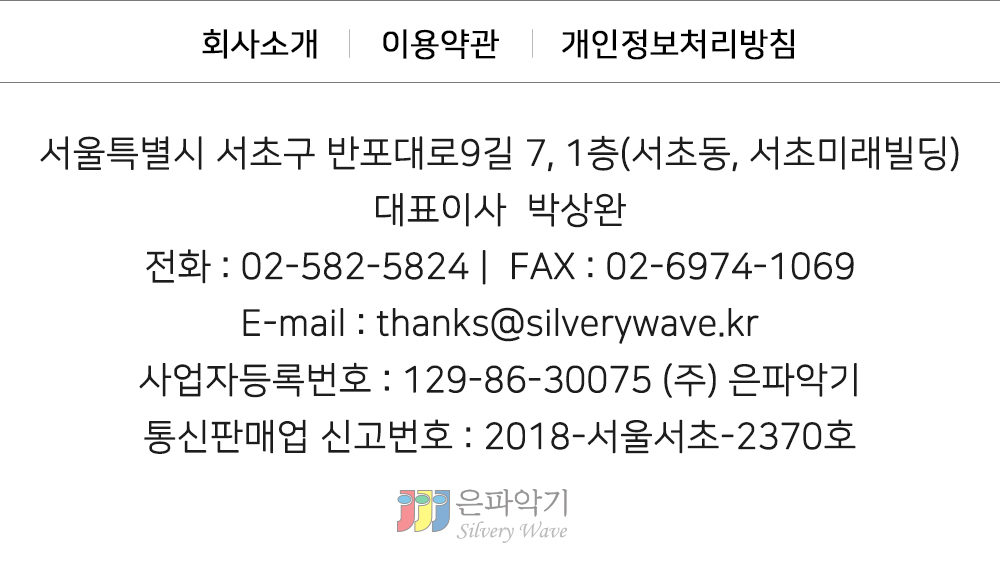 회사소개 | 이용약관 | 개인정보처리방침
서울특별시 서초구 반포대로9길 7, 1층(서초동, 서초미래빌딩)
대표이사 박상완
전화 : 02-582-5824 | FAX : 02-6974-1069
E-mail : thanks@silverywave.kr
사업자등록번호 : 129-86-30075 (주) 은파악기
통신판매업 신고번호 : 2018-서울서초-2370호
은파악기
Silvery Wave